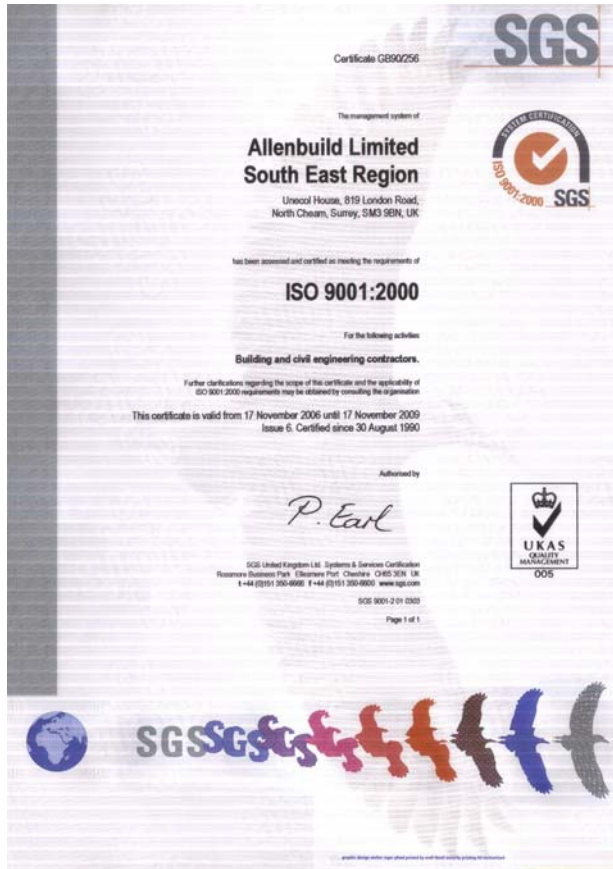 SGS
Certificate GB90/256
The management system of
Allenbuild Limited
South East Region
Unecol House, 819 London Road,
North Cheam, Surrey, SM3 9BN, UK
SYSTEM CERTIFICATION
ISO 9001:2000
SGS
has been assessed and certified as meeting the requirements of
ISO 9001:2000
For the following activities
Building and civil engineering contractors.
Further clarifications regarding the scope of this certificate and the applicability of
ISO 9001:2000 requirements may be obtained by consulting the organisation
This certificate is valid from 17 November 2006 until 17 November 2009
Issue 6. Certified since 30 August 1990
Authorised by
P. Earl
UKAS
QUALITY
MANAGEMENT
005
SGS United Kingdom Ltd Systems & Services Certification
Rossmore Business Park Ellesmere Port Cheshire CH65 3EN UK
t +44 (0)151 350-6666 f +44 (0)151 350-6600 www.sgs.com
SGS 9001-2 01 0303
Page 1 of 1
SGSSGSSGS